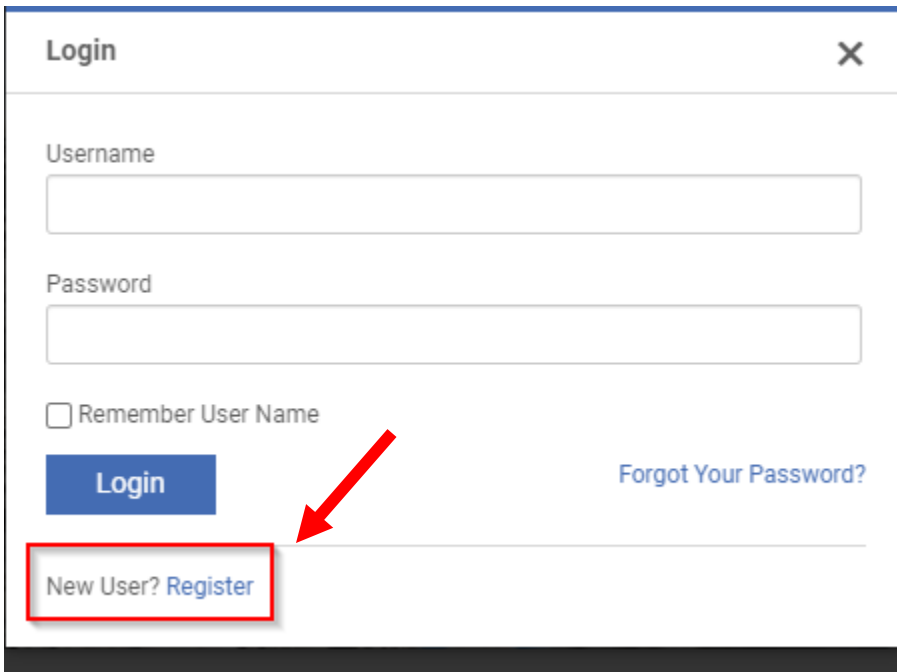 Login
Username
Password
Remember User Name
Login
Forgot Your Password?
New User? Register